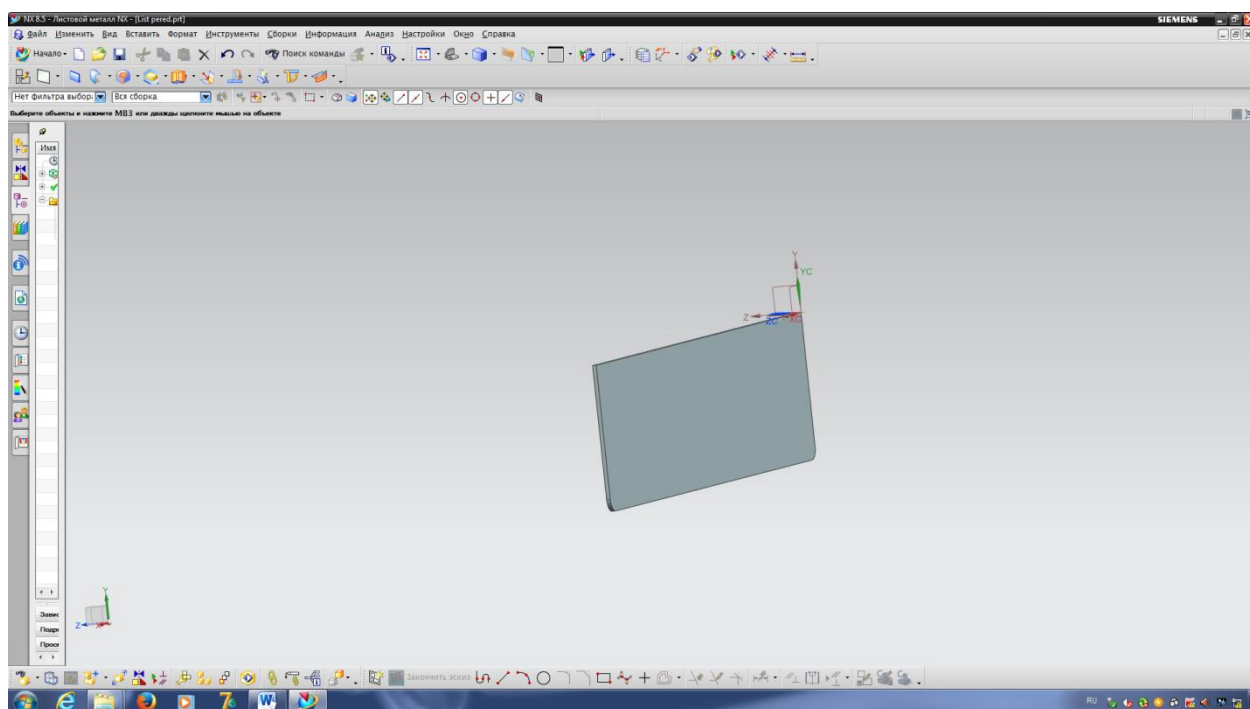 NX 8.5 - Листовой металл NX - [List pered.prt]
SIEMENS
Файл Изменить Вид Вставить Формат Инструменты Сборки Информация Анализ Настройки Окно Справка
Начало
Поиск команды
Нет фильтра выбор
Вся сборка
Выберите объекты и нажмите MB3 или дважды щелкните мышью на объекте
Имя
Y
YC
Z
ZC
XC
Y
Z
X
Завис
Подро
Просм
Закончить эскиз
RU